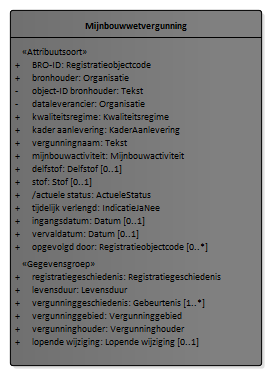 Mijnbouwwetvergunning
«Attribuutsoort»
+ BRO-ID: Registratieobjectcode
+ bronhouder: Organisatie
- object-ID bronhouder: Tekst
- dataleverancier: Organisatie
+ kwaliteitsregime: Kwaliteitsregime
+ kader aanlevering: KaderAanlevering
+ vergunningnaam: Tekst
+ mijnbouwactiviteit: Mijnbouwactiviteit
+ delfstof: Delfstof [0..1]
+ stof: Stof [0..1]
+ /actuele status: ActueleStatus
+ tijdelijk verlengd: IndicatieJaNee
+ ingangsdatum: Datum [0..1]
+ vervaldatum: Datum [0..1]
+ opgevolgd door: Registratieobjectcode [0..*]
«Gegevensgroep»
+ registratiegeschiedenis: Registratiegeschiedenis
+ levensduur: Levensduur
+ vergunninggeschiedenis: Gebeurtenis [1..*]
+ vergunninggebied: Vergunninggebied
+ vergunninghouder: Vergunninghouder
+ lopende wijziging: Lopende wijziging [0..1]